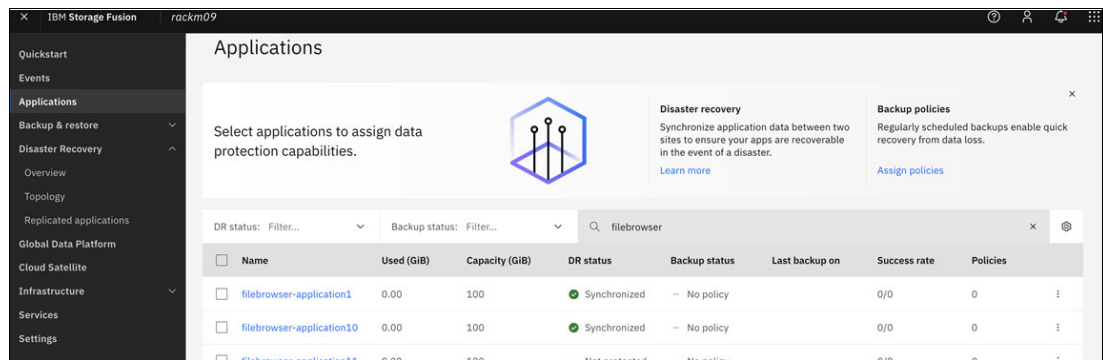 IBM Storage Fusion rackm09
Quickstart
Events
Applications
Backup & restore
Disaster Recovery
Overview
Topology
Replicated applications
Global Data Platform
Cloud Satellite
Infrastructure
Services
Settings
Applications
Select applications to assign data
protection capabilities.
Disaster recovery
Synchronize application data between two
sites to ensure your apps are recoverable
in the event of a disaster.
Learn more
Backup policies
Regularly scheduled backups enable quick
recovery from data loss.
Assign policies
DR status: Filter... Backup status: Filter... filebrowser
Name Used (GiB) Capacity (GiB) DR status Backup status Last backup on Success rate Policies
filebrowser-application1 0.00 100 Synchronized – No policy 0/0 0
filebrowser-application10 0.00 100 Synchronized – No policy 0/0 0